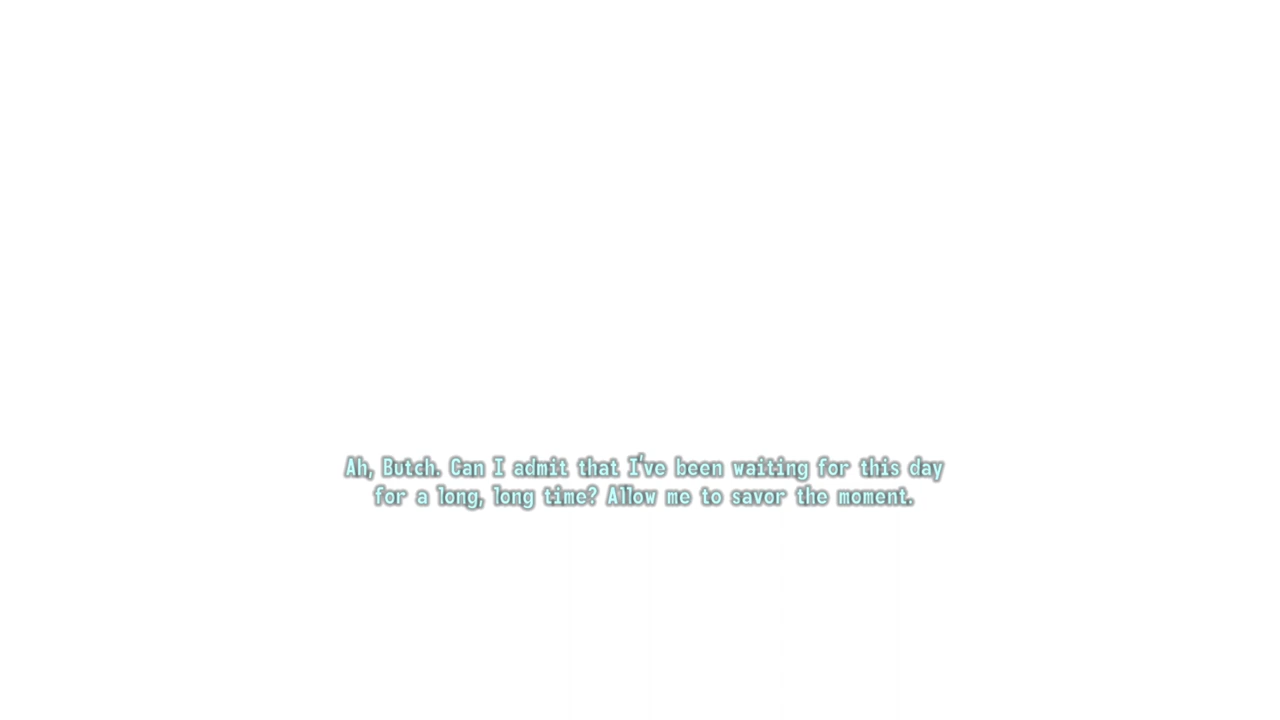 Ah, Butch. Can I admit that I've been waiting for this day
for a long, long time? Allow me to savor the moment.